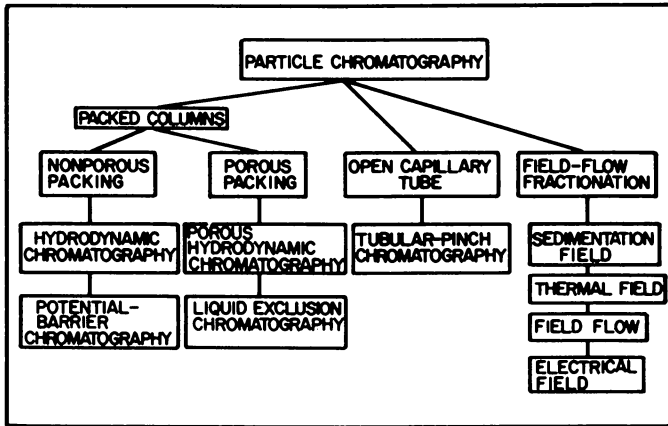 PARTICLE CHROMATOGRAPHY
PACKED COLUMNS
NONPOROUS
PACKING
POROUS
PACKING
OPEN CAPILLARY
TUBE
FIELD-FLOW
FRACTIONATION
HYDRODYNAMIC
CHROMATOGRAPHY
POROUS
HYDRODYNAMIC
CHROMATOGRAPHY
TUBULAR-PINCH
CHROMATOGRAPHY
SEDIMENTATION
FIELD
POTENTIAL-
BARRIER
CHROMATOGRAPHY
LIQUID EXCLUSION
CHROMATOGRAPHY
THERMAL FIELD
FIELD FLOW
ELECTRICAL
FIELD